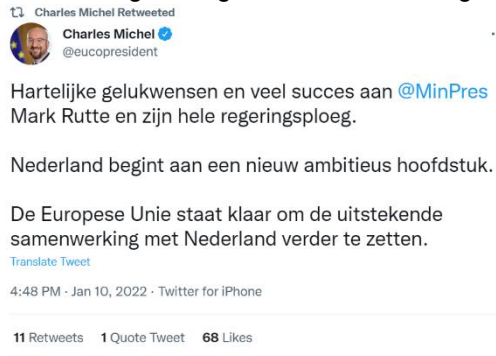 Charles Michel Retweeted
Charles Michel
@eucopresident
Hartelijke gelukwensen en veel succes aan @MinPres
Mark Rutte en zijn hele regeringsploeg.
Nederland begint aan een nieuw ambitieus hoofdstuk.
De Europese Unie staat klaar om de uitstekende
samenwerking met Nederland verder te zetten.
Translate Tweet
4:48 PM · Jan 10, 2022 · Twitter for iPhone
11 Retweets 1 Quote Tweet 68 Likes